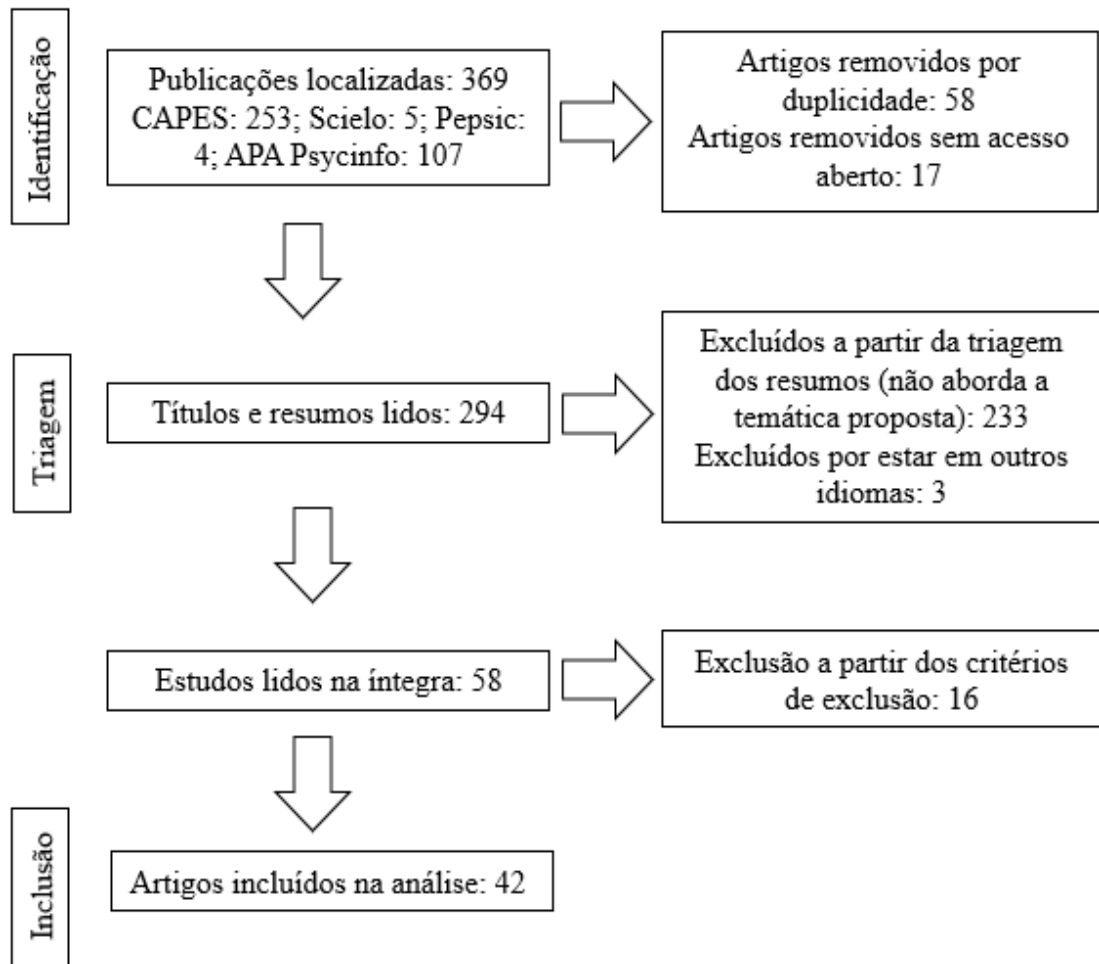 Identificação
Publicações localizadas: 369
CAPES: 253; Scielo: 5; Pepsic:
4; APA Psycinfo: 107
Artigos removidos por
duplicidade: 58
Artigos removidos sem acesso
aberto: 17
Triagem
Títulos e resumos lidos: 294
Excluídos a partir da triagem
dos resumos (não aborda a
temática proposta): 233
Excluídos por estar em outros
idiomas: 3
Estudos lidos na íntegra: 58
Exclusão a partir dos critérios
de exclusão: 16
Inclusão
Artigos incluídos na análise: 42